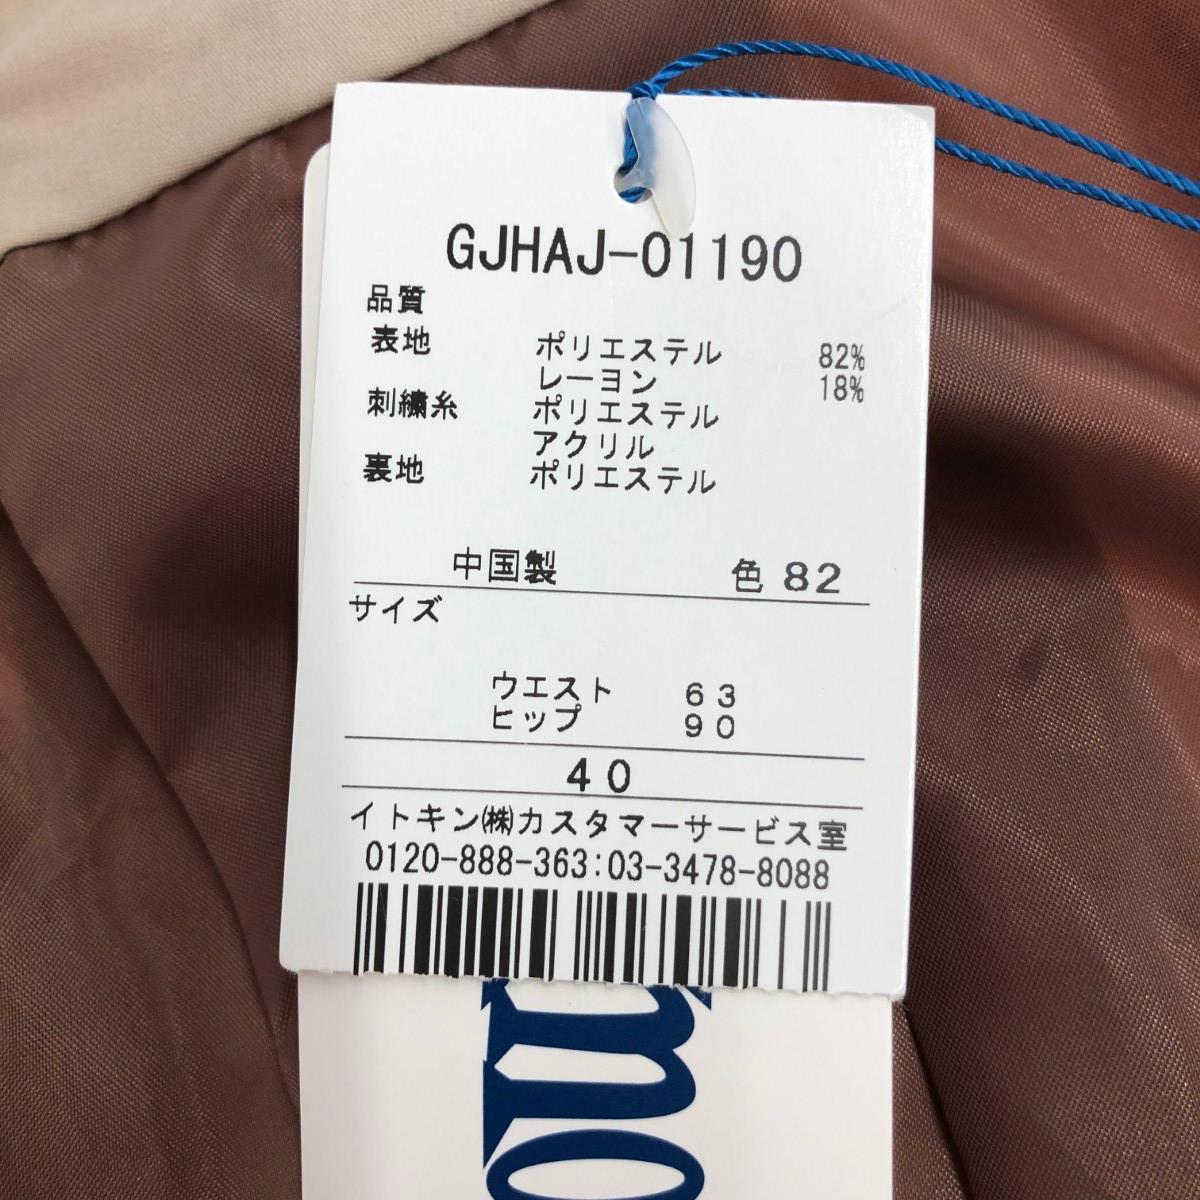 GJHAJ-01190
品質
表地 ポリエステル 82%
レーヨン 18%
刺繍糸 ポリエステル
アクリル
裏地 ポリエステル
中国製 色 82
サイズ
ウエスト 63
ヒップ 90
40
イトキン㈱カスタマーサービス室
0120-888-363:03-3478-8088